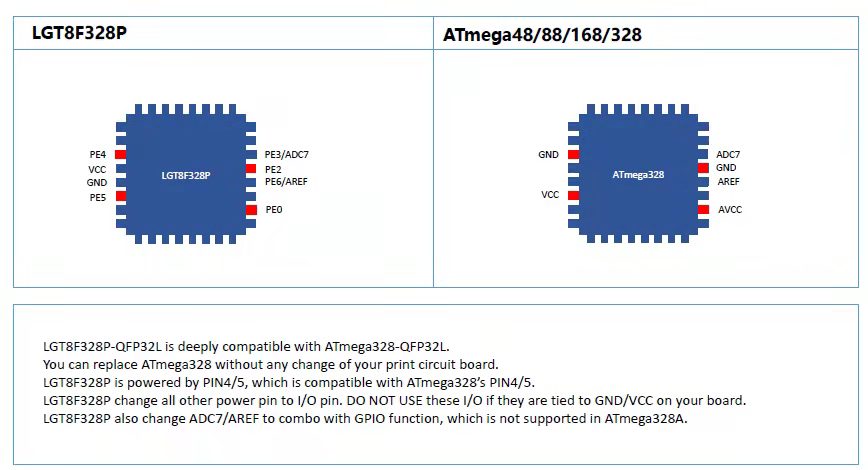 LGT8F328P
ATmega48/88/168/328
PE4
VCC
GND
PE5
LGT8F328P
PE3/ADC7
PE2
PE6/AREF
PE0
GND
VCC
ATmega328
ADC7
GND
AREF
AVCC
LGT8F328P-QFP32L is deeply compatible with ATmega328-QFP32L.
You can replace ATmega328 without any change of your print circuit board.
LGT8F328P is powered by PIN4/5, which is compatible with ATmega328’s PIN4/5.
LGT8F328P change all other power pin to I/O pin. DO NOT USE these I/O if they are tied to GND/VCC on your board.
LGT8F328P also change ADC7/AREF to combo with GPIO function, which is not supported in ATmega328A.